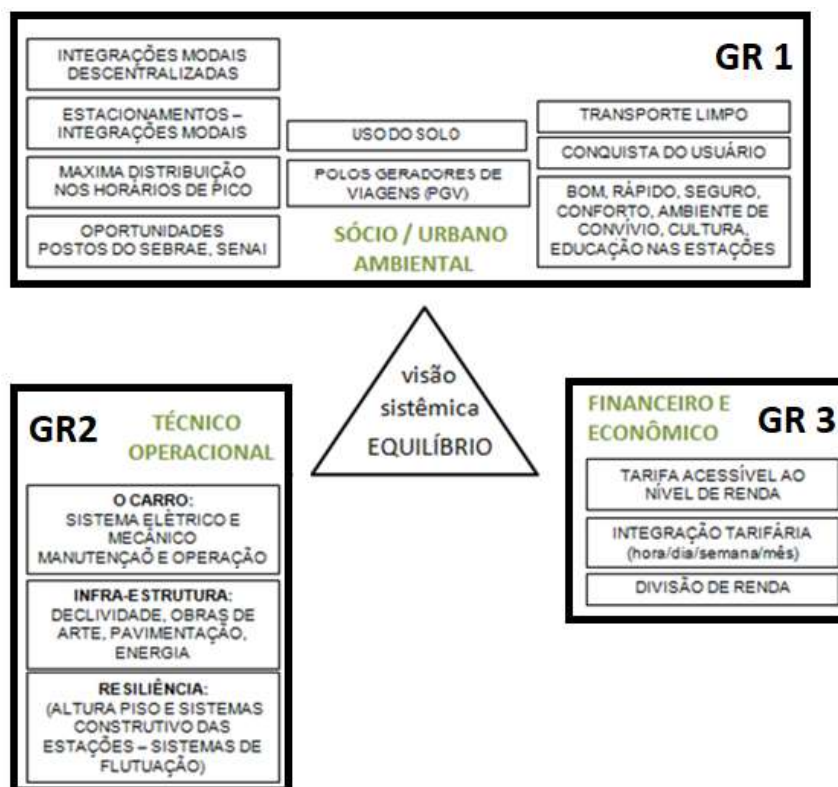 GR 1
INTEGRAÇÕES MODAIS
DESCENTRALIZADAS
ESTACIONAMENTOS –
INTEGRAÇÕES MODAIS
MAXIMA DISTRIBUIÇÃO
NOS HORÁRIOS DE PICO
OPORTUNIDADES
POSTOS DO SEBRAE, SENAI
USO DO SOLO
POLOS GERADORES DE
VIAGENS (PGV)
SÓCIO / URBANO
AMBIENTAL
TRANSPORTE LIMPO
CONQUISTA DO USUÁRIO
BOM, RÁPIDO, SEGURO,
CONFORTO, AMBIENTE DE
CONVÍVIO, CULTURA,
EDUCAÇÃO NAS ESTAÇÕES
visão
sistêmica
EQUILÍBRIO
GR2
TÉCNICO
OPERACIONAL
O CARRO:
SISTEMA ELÉTRICO E
MECÂNICO
MANUTENÇAÕ E OPERAÇÃO
INFRA-ESTRUTURA:
DECLIVIDADE, OBRAS DE
ARTE, PAVIMENTAÇÃO,
ENERGIA
RESILIÊNCIA:
(ALTURA PISO E SISTEMAS
CONSTRUTIVO DAS
ESTAÇÕES – SISTEMAS DE
FLUTUAÇÃO)
FINANCEIRO E
ECONÔMICO
GR 3
TARIFA ACESSÍVEL AO
NÍVEL DE RENDA
INTEGRAÇÃO TARIFÁRIA
(hora/dia/semana/mês)
DIVISÃO DE RENDA